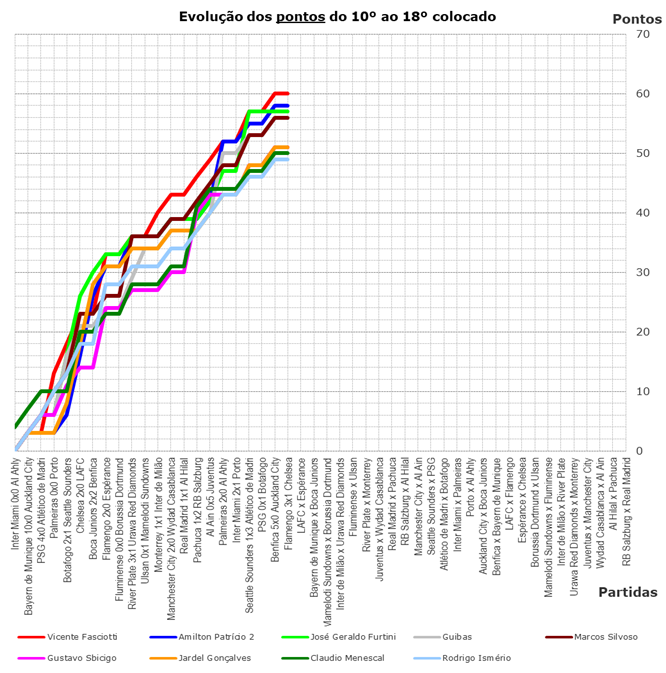 Evolução dos pontos do 10º ao 18º colocado
Pontos
70
60
50
40
30
20
10
0
Inter Miami 0x0 Al Ahly
Bayern de Munique 10x0 Auckland City
PSG 4x0 Atlético de Madri
Palmeiras 0x0 Porto
Botafogo 2x1 Seattle Sounders
Chelsea 2x0 LAFC
Boca Juniors 2x2 Benfica
Flamengo 2x0 Espérance
Fluminense 0x0 Borussia Dortmund
River Plate 3x1 Urawa Red Diamonds
Ulsan 0x1 Mamelodi Sundowns
Monterrey 1x1 Inter de Milão
Manchester City 2x0 Wydad Casablanca
Real Madrid 1x1 Al Hilal
Pachuca 1x2 RB Salzburg
Al Ain 0x5 Juventus
Palmeiras 2x0 Al Ahly
Inter Miami 2x1 Porto
Seattle Sounders 1x3 Atlético de Madri
PSG 0x1 Botafogo
Benfica 5x0 Auckland City
Flamengo 3x1 Chelsea
LAFC x Espérance
Bayern de Munique x Boca Juniors
Mamelodi Sundowns x Borussia Dortmund
Inter de Milão x Urawa Red Diamonds
Fluminense x Ulsan
River Plate x Monterrey
Juventus x Wydad Casablanca
Real Madrid x Pachuca
RB Salzburg x Al Hilal
Manchester City x Al Ain
Seattle Sounders x PSG
Atlético de Madri x Botafogo
Inter Miami x Palmeiras
Porto x Al Ahly
Auckland City x Boca Juniors
Benfica x Bayern de Munique
LAFC x Flamengo
Espérance x Chelsea
Borussia Dortmund x Ulsan
Mamelodi Sundowns x Fluminense
Inter de Milão x River Plate
Urawa Red Diamonds x Monterrey
Juventus x Manchester City
Wydad Casablanca x Al Ain
Al Hilal x Pachuca
RB Salzburg x Real Madrid
Partidas
Vicente Fasciotti
Amilton Patrício 2
José Geraldo Furtini
Guibas
Marcos Silvoso
Gustavo Sbicigo
Jardel Gonçalves
Claudio Menescal
Rodrigo Ismério